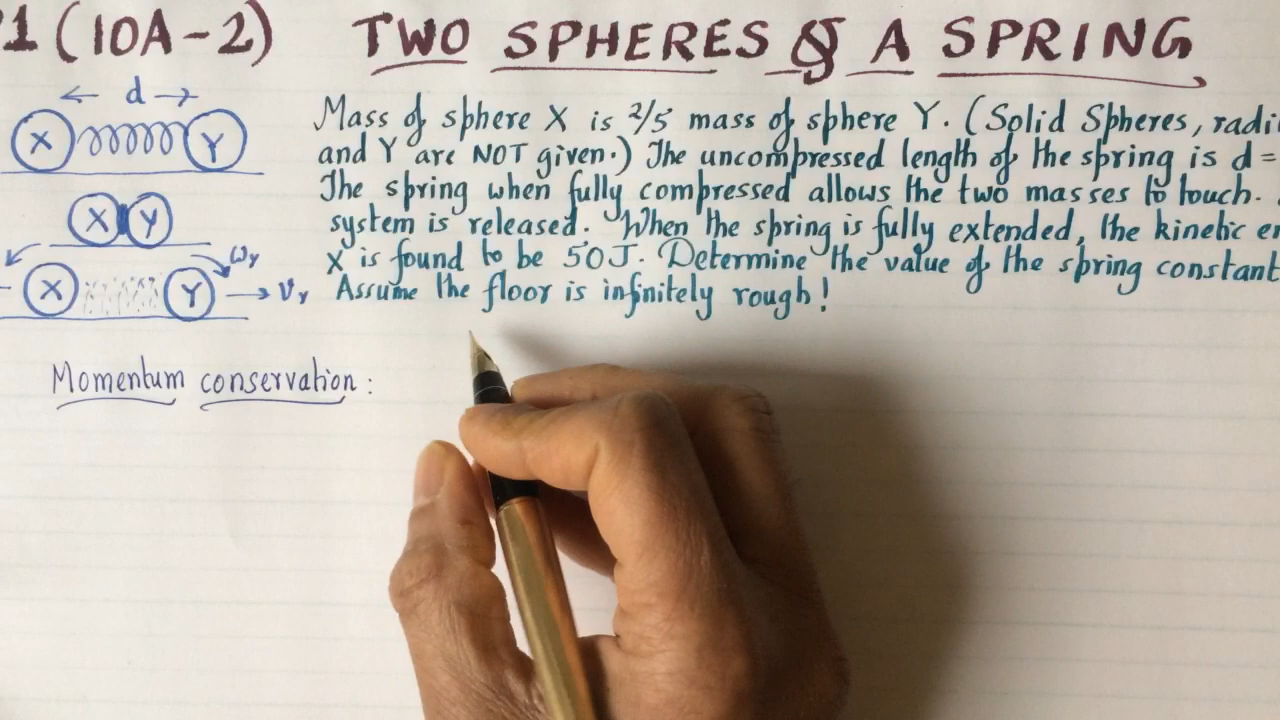 1 (10A-2) TWO SPHERES & A SPRING
← d →
X Y
X Y
ωY
X Y → vY
Mass of sphere X is 2/5 mass of sphere Y. (Solid Spheres, radii
and Y are NOT given.) The uncompressed length of the spring is d =
The spring when fully compressed allows the two masses to touch.
system is released. When the spring is fully extended, the kinetic en
X is found to be 50J. Determine the value of the spring constant
Assume the floor is infinitely rough!
Momentum conservation: